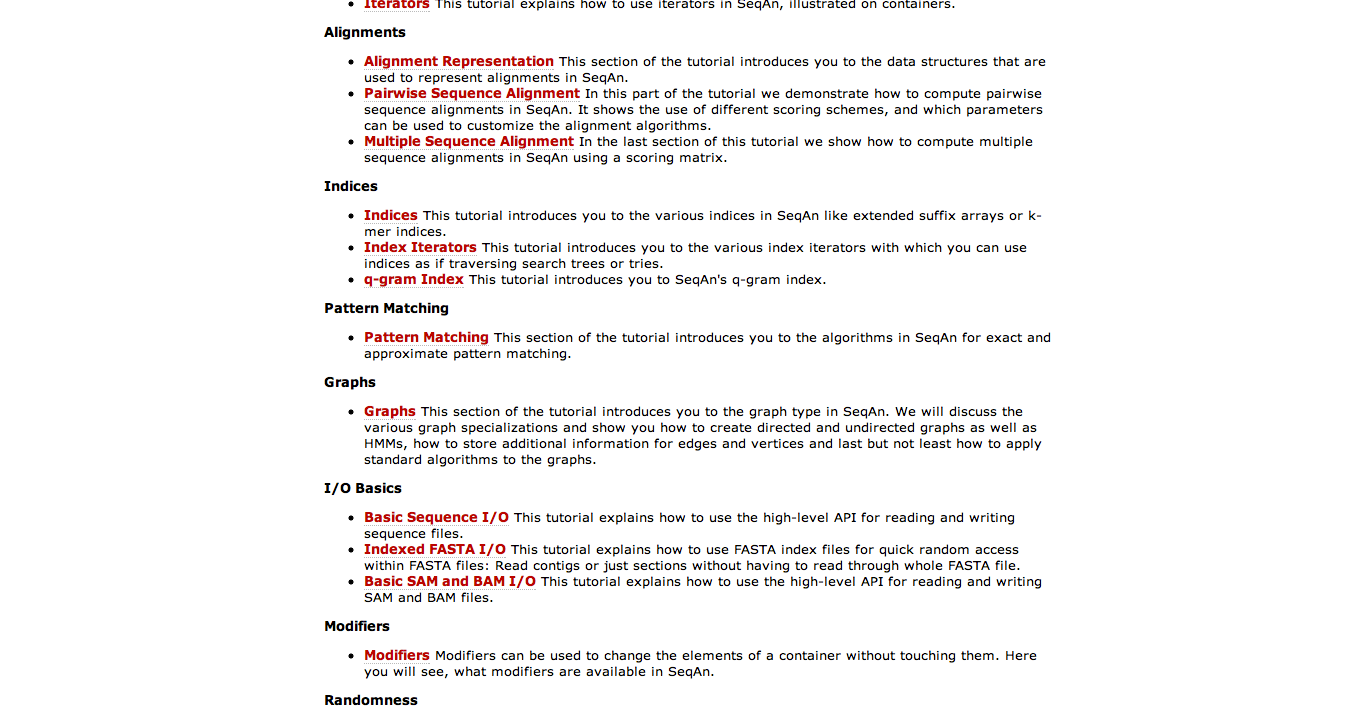 • Iterators This tutorial explains how to use iterators in SeqAn, illustrated on containers.
Alignments
• Alignment Representation This section of the tutorial introduces you to the data structures that are
used to represent alignments in SeqAn.
• Pairwise Sequence Alignment In this part of the tutorial we demonstrate how to compute pairwise
sequence alignments in SeqAn. It shows the use of different scoring schemes, and which parameters
can be used to customize the alignment algorithms.
• Multiple Sequence Alignment In the last section of this tutorial we show how to compute multiple
sequence alignments in SeqAn using a scoring matrix.
Indices
• Indices This tutorial introduces you to the various indices in SeqAn like extended suffix arrays or k-
mer indices.
• Index Iterators This tutorial introduces you to the various index iterators with which you can use
indices as if traversing search trees or tries.
• q-gram Index This tutorial introduces you to SeqAn's q-gram index.
Pattern Matching
• Pattern Matching This section of the tutorial introduces you to the algorithms in SeqAn for exact and
approximate pattern matching.
Graphs
• Graphs This section of the tutorial introduces you to the graph type in SeqAn. We will discuss the
various graph specializations and show you how to create directed and undirected graphs as well as
HMMs, how to store additional information for edges and vertices and last but not least how to apply
standard algorithms to the graphs.
I/O Basics
• Basic Sequence I/O This tutorial explains how to use the high-level API for reading and writing
sequence files.
• Indexed FASTA I/O This tutorial explains how to use FASTA index files for quick random access
within FASTA files: Read contigs or just sections without having to read through whole FASTA file.
• Basic SAM and BAM I/O This tutorial explains how to use the high-level API for reading and writing
SAM and BAM files.
Modifiers
• Modifiers Modifiers can be used to change the elements of a container without touching them. Here
you will see, what modifiers are available in SeqAn.
Randomness